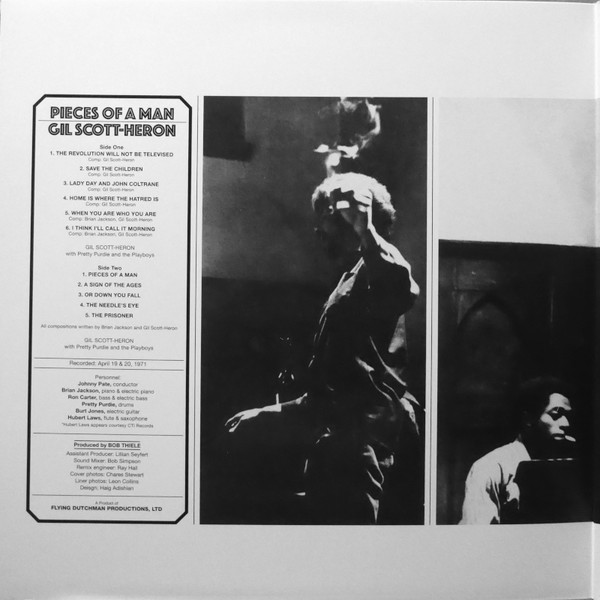 PIECES OF A MAN
GIL SCOTT-HERON
Side One
1. THE REVOLUTION WILL NOT BE TELEVISED
Comp: Gil Scott-Heron
2. SAVE THE CHILDREN
Comp: Gil Scott-Heron
3. LADY DAY AND JOHN COLTRANE
Comp: Gil Scott-Heron
4. HOME IS WHERE THE HATRED IS
Comp: Gil Scott-Heron
5. WHEN YOU ARE WHO YOU ARE
Comp: Brian Jackson, Gil Scott-Heron
6. I THINK I'LL CALL IT MORNING
Comp: Brian Jackson, Gil Scott-Heron
GIL SCOTT-HERON
with Pretty Purdie and the Playboys
Side Two
1. PIECES OF A MAN
2. A SIGN OF THE AGES
3. OR DOWN YOU FALL
4. THE NEEDLE'S EYE
5. THE PRISONER
All compositions written by Brian Jackson and Gil Scott-Heron
GIL SCOTT-HERON
with Pretty Purdie and the Playboys
Recorded: April 19 & 20, 1971
Personnel:
Johnny Pate, conductor
Brian Jackson, piano & electric piano
Ron Carter, bass & electric bass
Pretty Purdie, drums
Burt Jones, electric guitar
Hubert Laws, flute & saxophone
*Hubert Laws appears courtesy CTI Records
Produced by BOB THIELE
Assistant Producer: Lillian Seyfert
Sound Mixer: Bob Simpson
Remix engineer: Ray Hall
Cover photos: Charles Stewart
Liner photos: Leon Collins
Design: Haig Adishian
A Product of
FLYING DUTCHMAN PRODUCTIONS, LTD